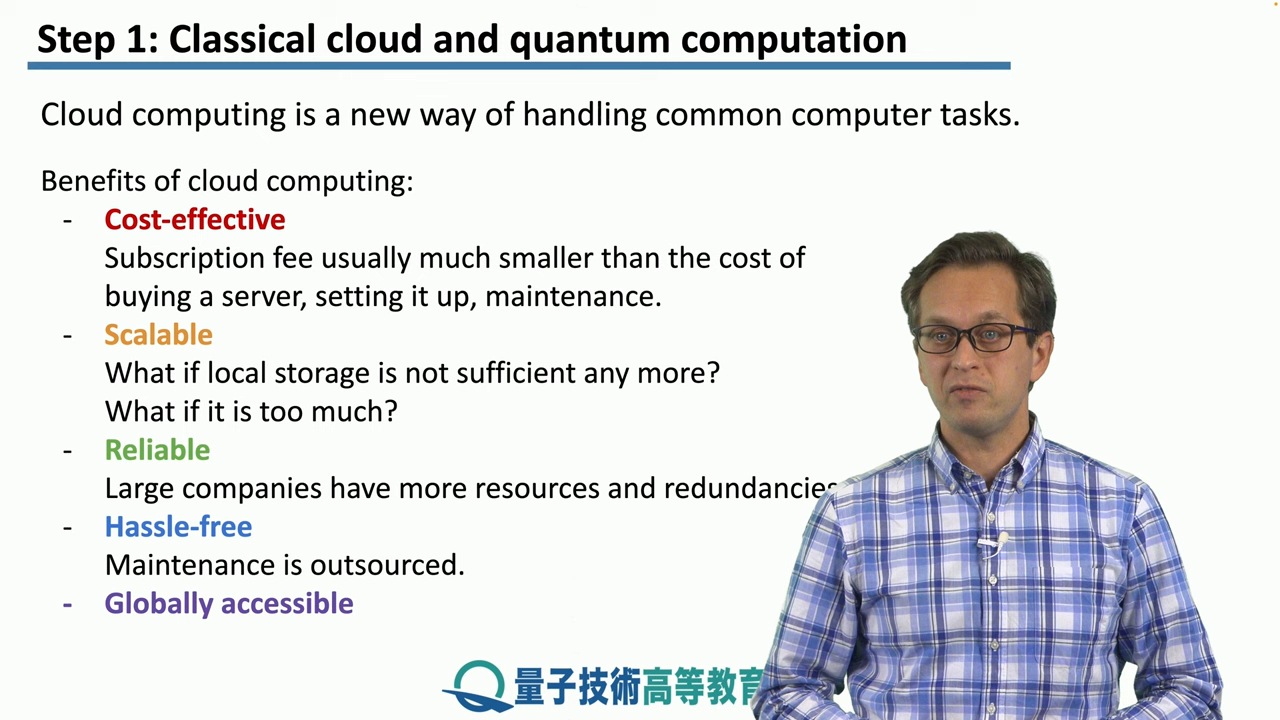 Step 1: Classical cloud and quantum computation
Cloud computing is a new way of handling common computer tasks.
Benefits of cloud computing:
- Cost-effective
Subscription fee usually much smaller than the cost of
buying a server, setting it up, maintenance.
- Scalable
What if local storage is not sufficient any more?
What if it is too much?
- Reliable
Large companies have more resources and redundancies
- Hassle-free
Maintenance is outsourced.
- Globally accessible
量子技術高等教育